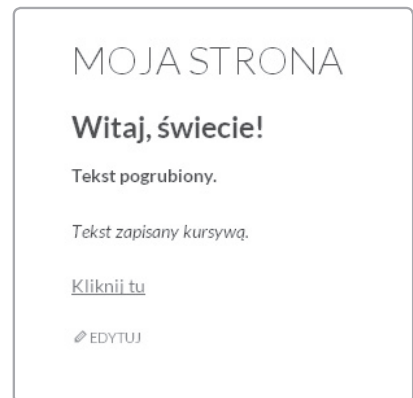 MOJA STRONA
Witaj, świecie!
Tekst pogrubiony.
Tekst zapisany kursywą.
Kliknij tu
EDYTUJ